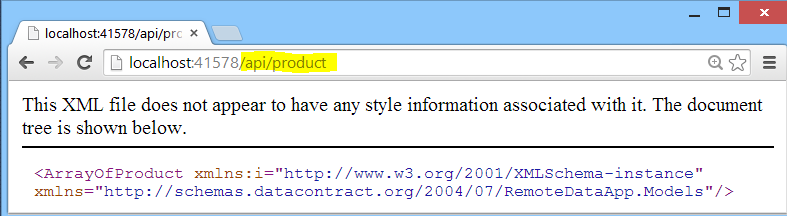 localhost:41578/api/pro
localhost:41578/api/product
This XML file does not appear to have any style information associated with it. The document
tree is shown below.
<ArrayOfProduct xmlns:i="http://www.w3.org/2001/XMLSchema-instance"
xmlns="http://schemas.datacontract.org/2004/07/RemoteDataApp.Models"/>